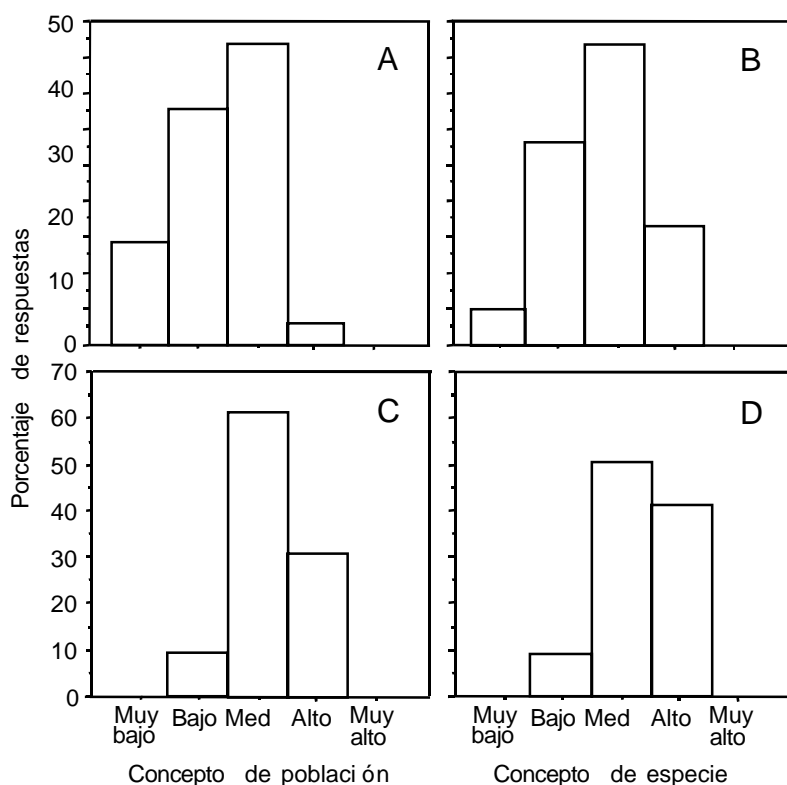 50
40
30
20
10
0
A
B
70
60
50
40
30
20
10
0
C
D
Porcentaje de respuestas
Muy bajo
Bajo
Med
Alto
Muy alto
Muy bajo
Bajo
Med
Alto
Muy alto
Concepto de población
Concepto de especie